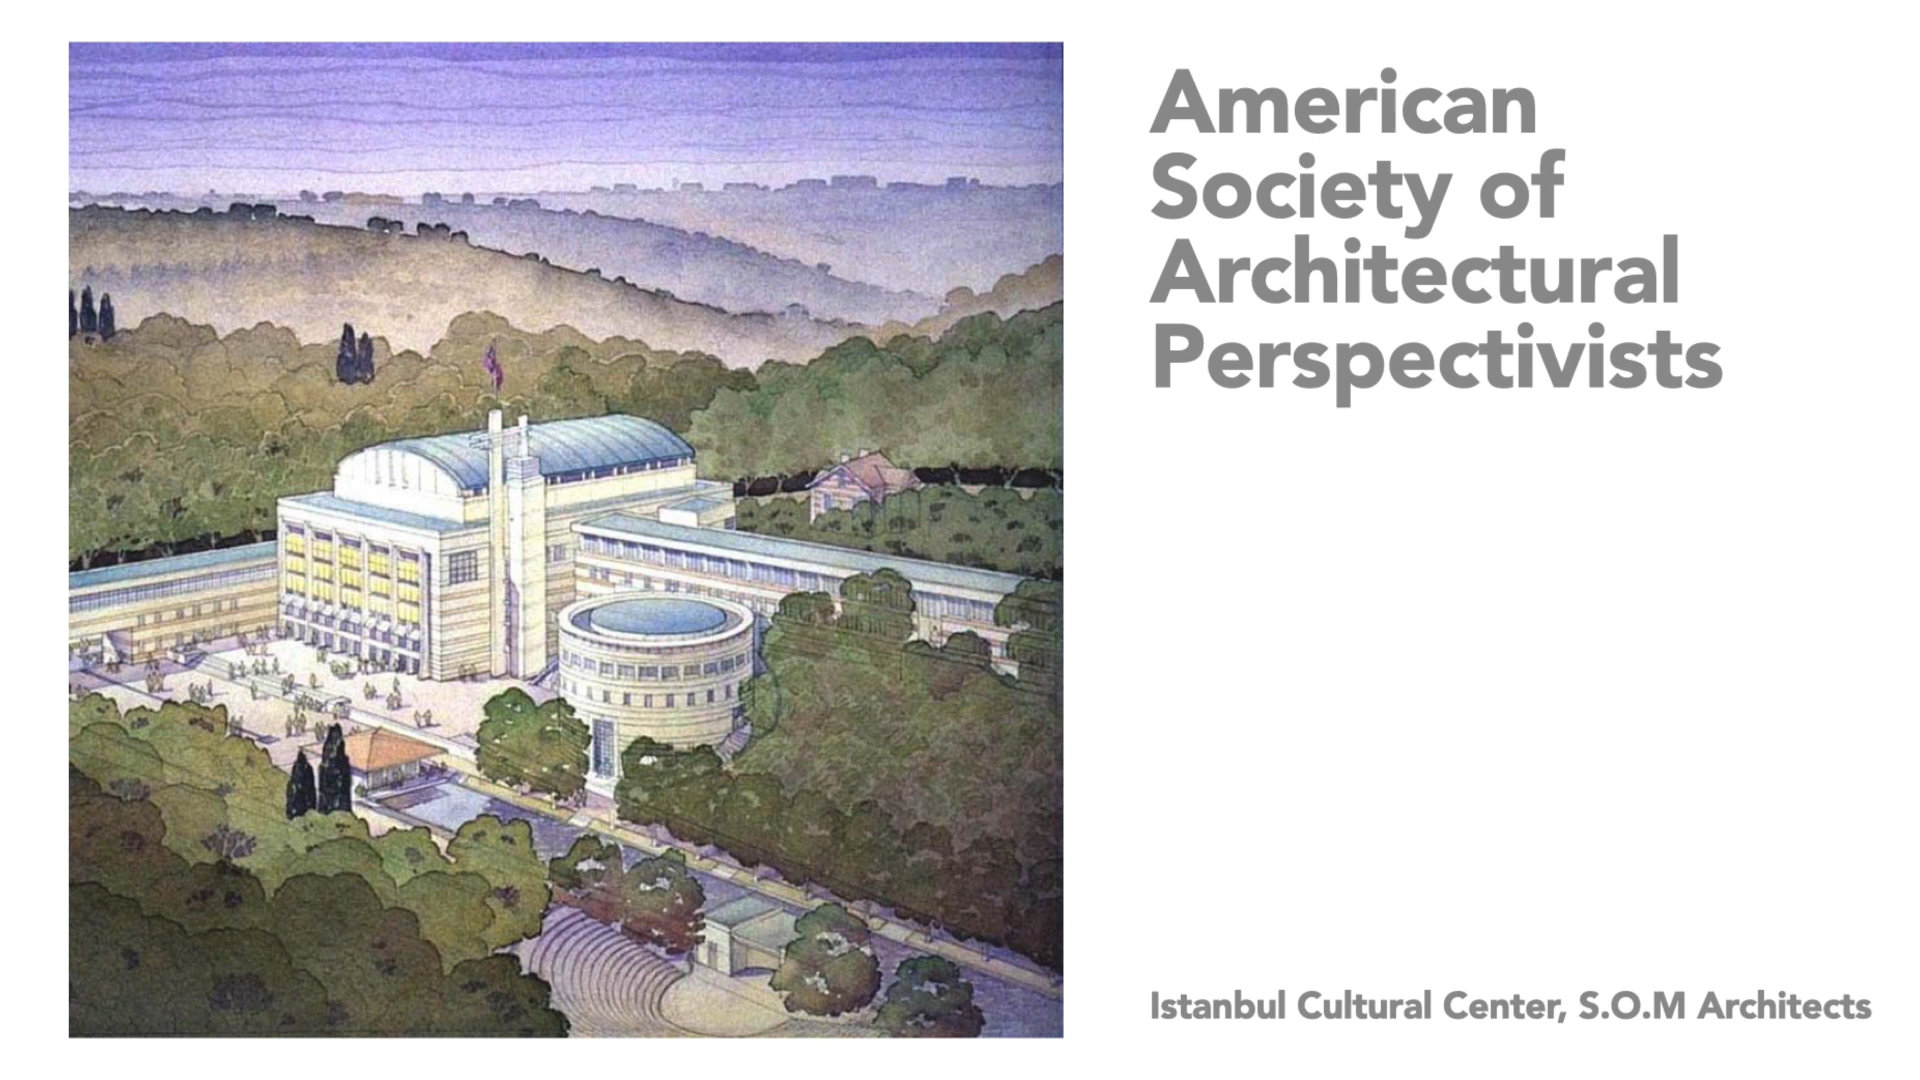 American
Society of
Architectural
Perspectivists
Istanbul Cultural Center, S.O.M Architects